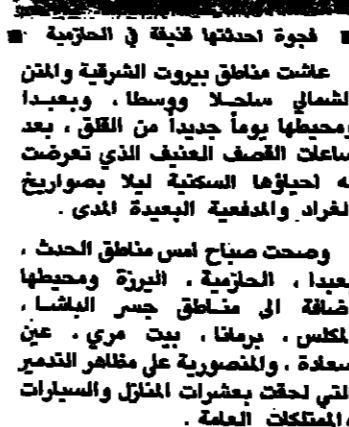 ■ فجوة احدثتها قذيفة في الحازمية ■
عاشت مناطق بيروت الشرقية والمتن
الشمالي ساحلا ووسطا ، وبعبدا
ومحيطها يوماً جديداً من القلق ، بعد
ساعات القصف العنيف الذي تعرضت
له احياؤها السكنية ليلا بصواريخ
الغراد والمدفعية البعيدة المدى .
وصحت صباح امس مناطق الحدث ،
بعبدا ، الحازمية ، اليرزة ومحيطها
اضافة الى مناطق جسر الباشا ،
المكلس ، برمانا ، بيت مري ، عين
سعادة ، والمنصورية على مظاهر التدمير
التي لحقت بعشرات المنازل والسيارات
والممتلكات العامة .